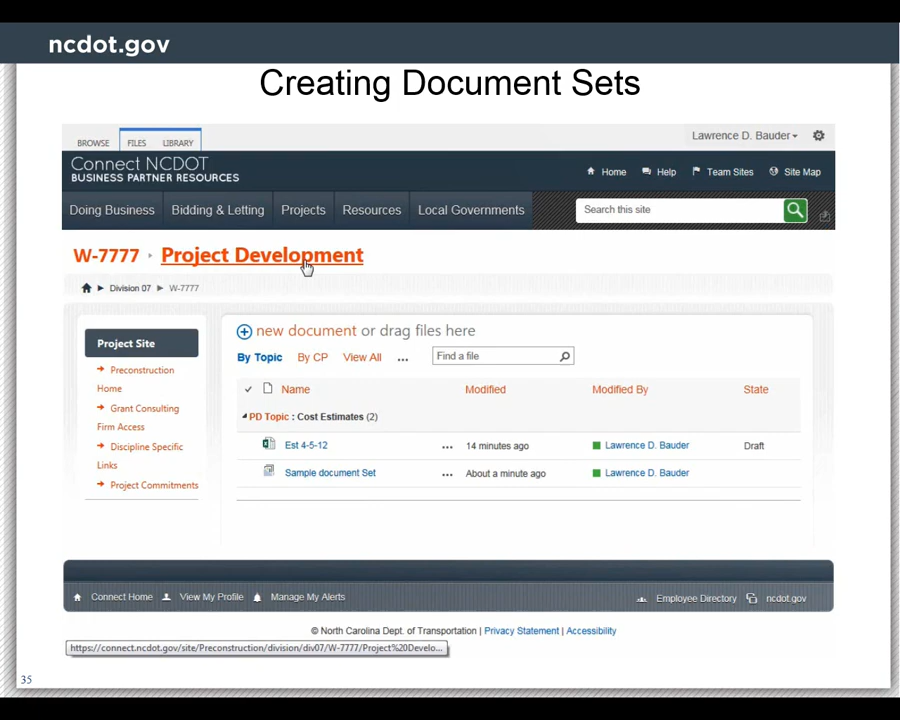 ncdot.gov
Creating Document Sets
BROWSE FILES LIBRARY Lawrence D. Bauder
Connect NCDOT
BUSINESS PARTNER RESOURCES
Home Help Team Sites Site Map
Doing Business Bidding & Letting Projects Resources Local Governments Search this site
W-7777 Project Development
Division 07 W-7777
Project Site
Preconstruction
Home
Grant Consulting
Firm Access
Discipline Specific
Links
Project Commitments
new document or drag files here
By Topic By CP View All ... Find a file
Name Modified Modified By State
PD Topic : Cost Estimates (2)
Est 4-5-12 ... 14 minutes ago Lawrence D. Bauder Draft
Sample document Set ... About a minute ago Lawrence D. Bauder
Connect Home View My Profile Manage My Alerts Employee Directory ncdot.gov
© North Carolina Dept. of Transportation | Privacy Statement | Accessibility
https://connect.ncdot.gov/site/Preconstruction/division/div07/W-7777/Project%20Develo...
35